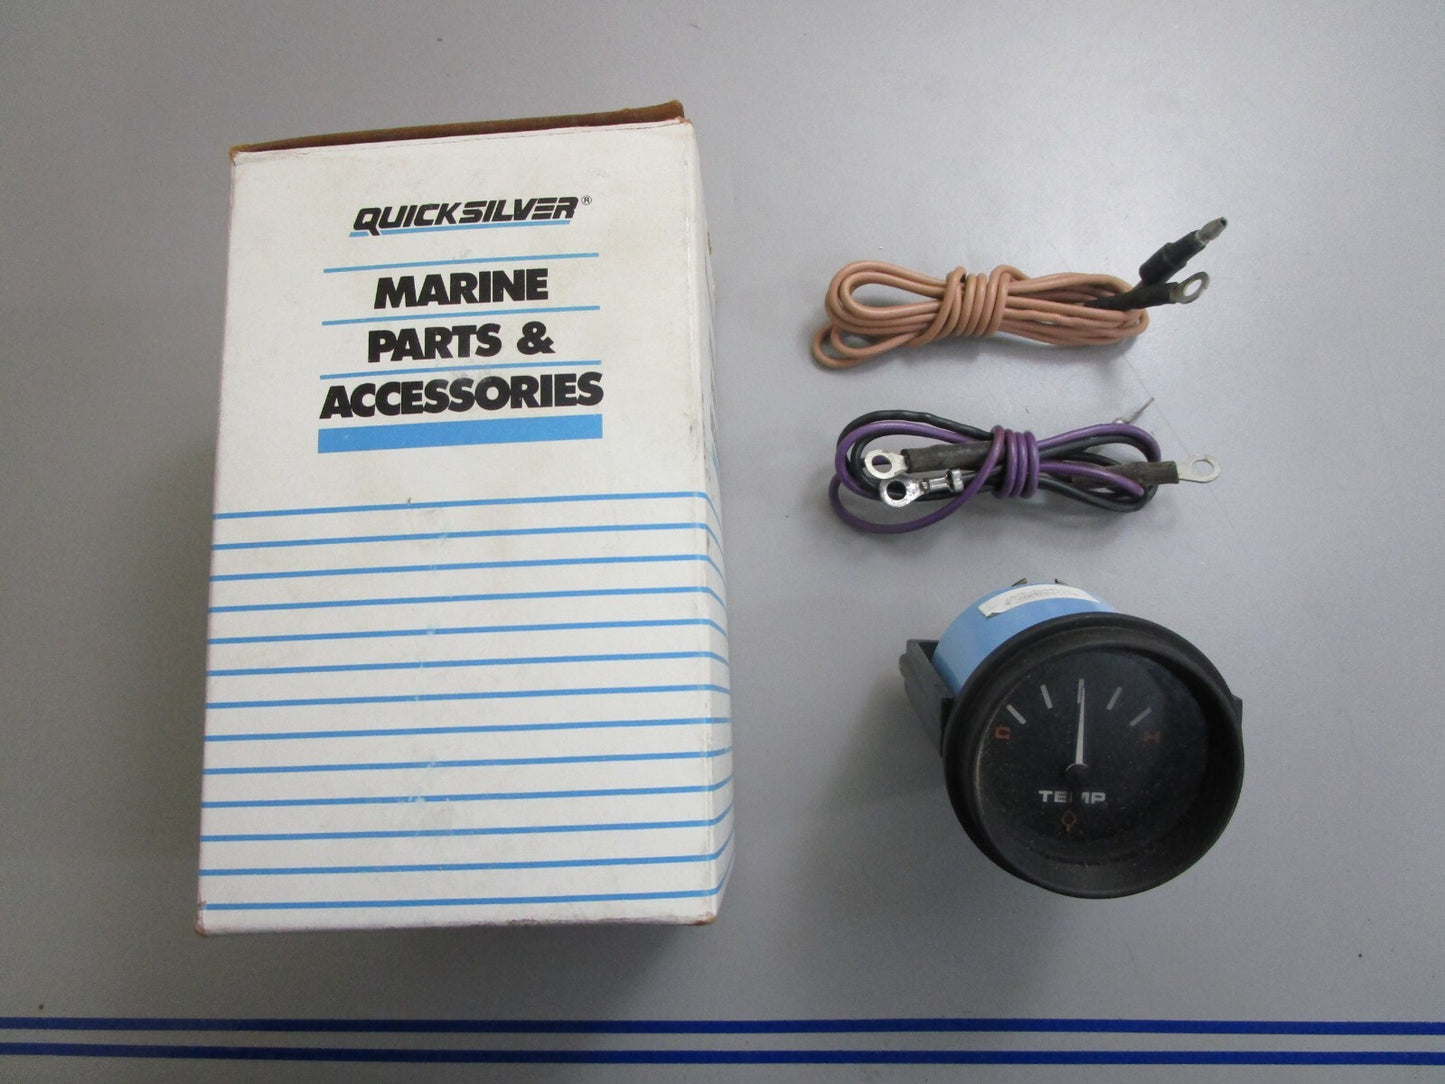 QUICKSILVER®
MARINE
PARTS &
ACCESSORIES
C H
TEMP